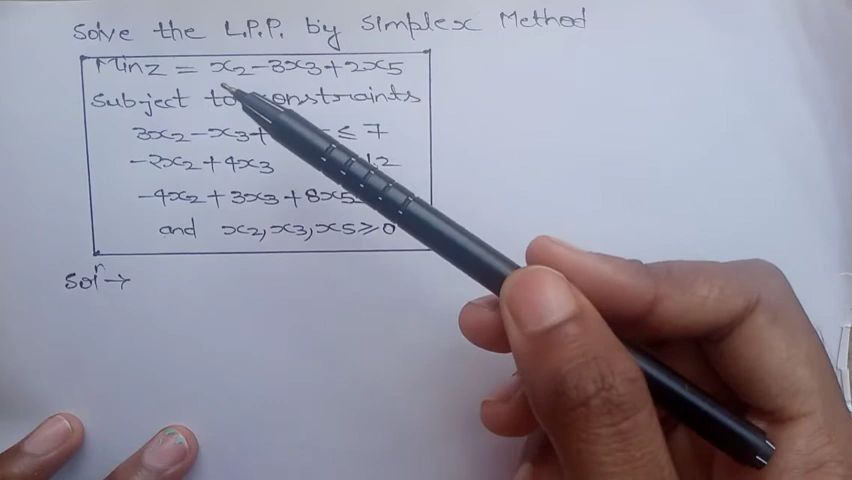 Solve the L.P.P. by Simplex Method
Min Z = x2 - 3x3 + 2x5
Subject to constraints
3x2 - x3 + ≤ 7
-2x2 + 4x3 12
-4x2 + 3x3 + 8x5
and x2, x3, x5 ≥ 0
Solⁿ →